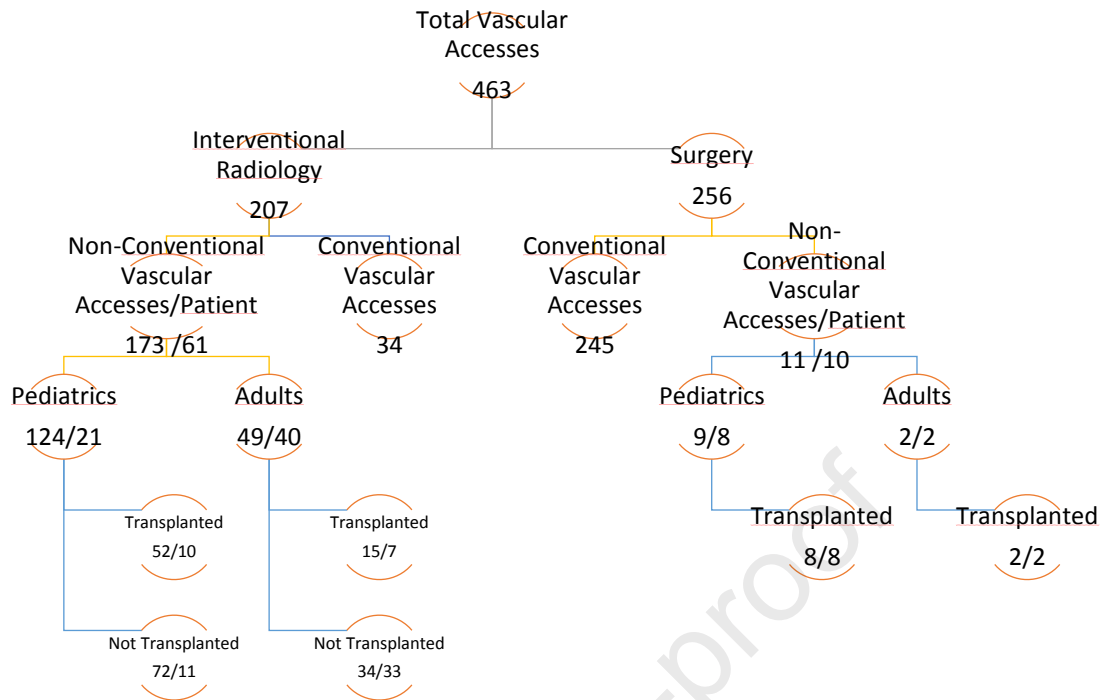 Total Vascular
Accesses
463
Interventional
Radiology
207
Surgery
256
Non-Conventional
Vascular
Accesses/Patient
173 /61
Conventional
Vascular
Accesses
34
Conventional
Vascular
Accesses
245
Non-
Conventional
Vascular
Accesses/Patient
11 /10
Pediatrics
124/21
Adults
49/40
Pediatrics
9/8
Adults
2/2
Transplanted
52/10
Transplanted
15/7
Transplanted
8/8
Transplanted
2/2
Not Transplanted
72/11
Not Transplanted
34/33
proof